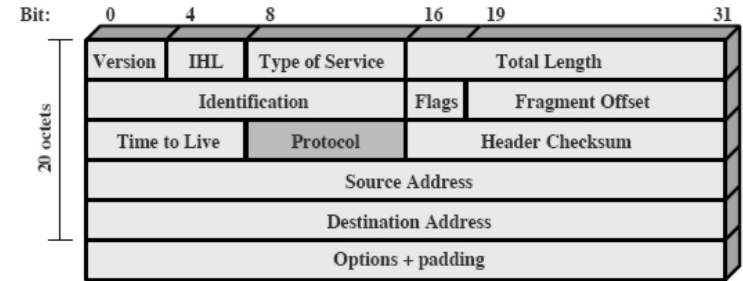 Bit: 0 4 8 16 19 31
Version IHL Type of Service Total Length
Identification Flags Fragment Offset
20 octets
Time to Live Protocol Header Checksum
Source Address
Destination Address
Options + padding